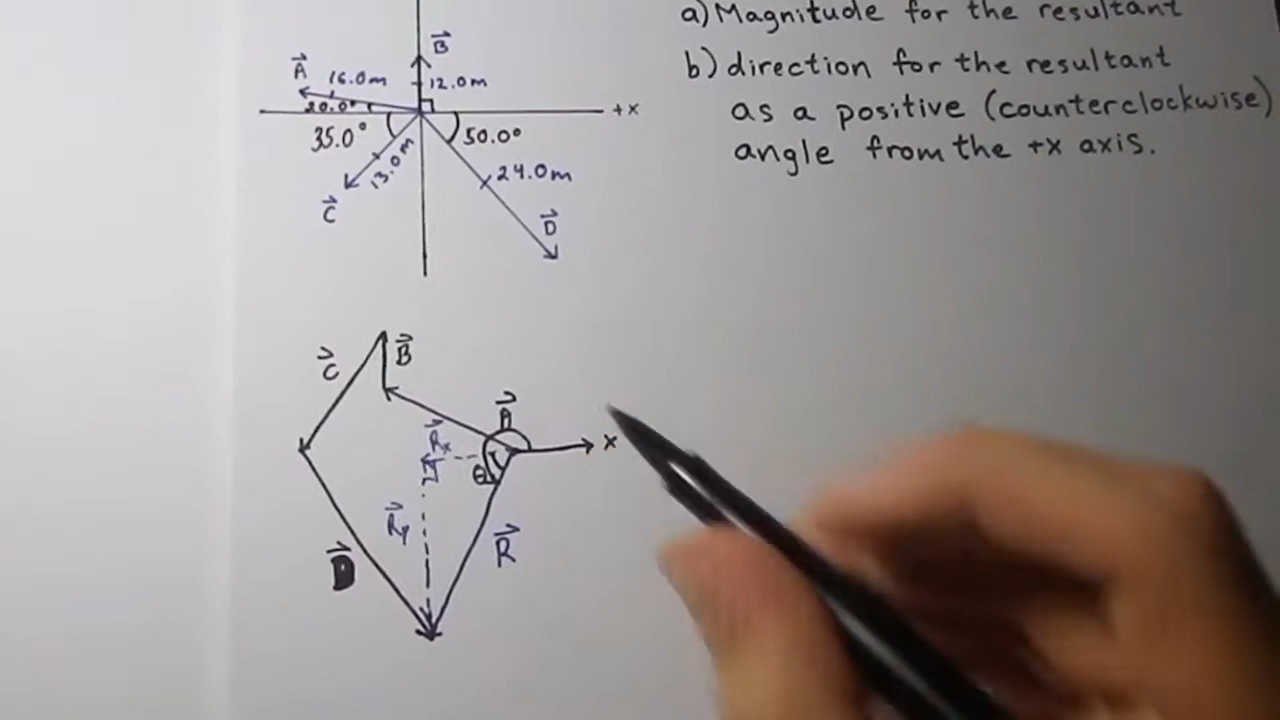 a) Magnitude for the resultant
b) direction for the resultant
as a positive (counterclockwise)
angle from the +x axis.
B
A 16.0m 12.0m
20.0° +x
35.0° 50.0°
13.0m 24.0m
C D
C B
A
Rx x
θ
Ry R
D